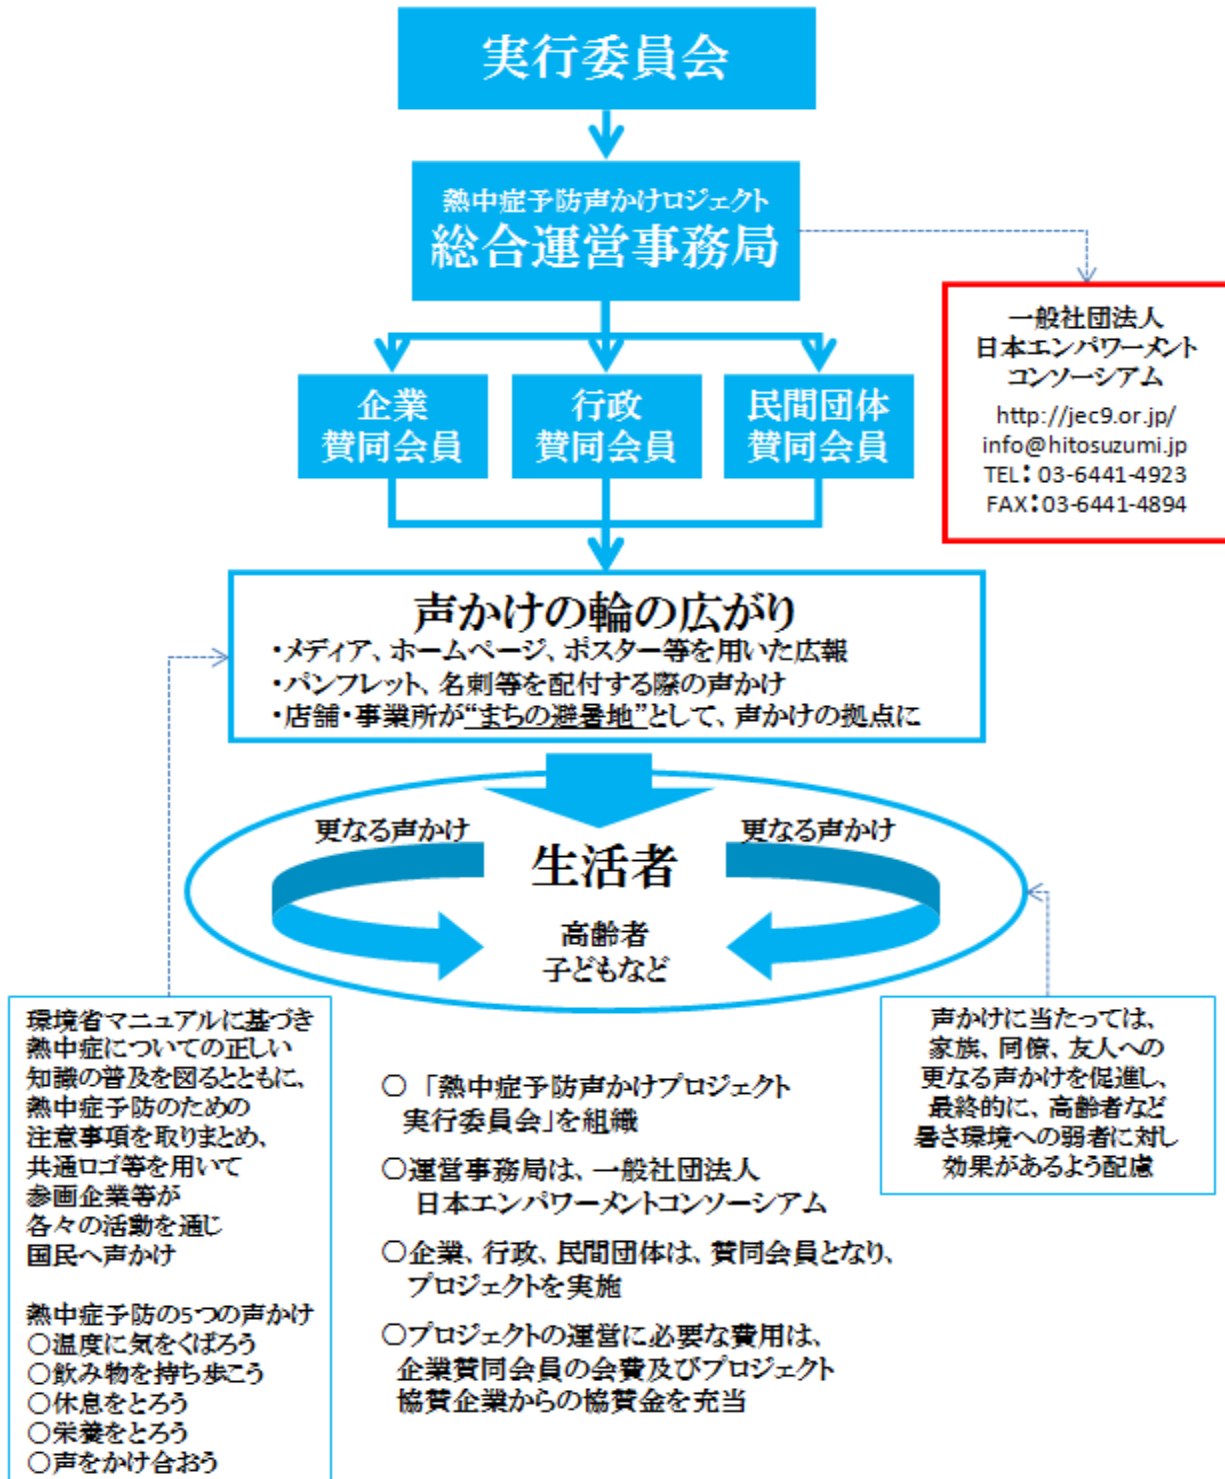 実行委員会
熱中症予防声かけロジェクト
総合運営事務局
一般社団法人
日本エンパワーメント
コンソーシアム
http://jec9.or.jp/
info@hitosuzumi.jp
TEL：03-6441-4923
FAX：03-6441-4894
企業
賛同会員
行政
賛同会員
民間団体
賛同会員
声かけの輪の広がり
・メディア、ホームページ、ポスター等を用いた広報
・パンフレット、名刺等を配付する際の声かけ
・店舗・事業所が“まちの避暑地”として、声かけの拠点に
更なる声かけ
更なる声かけ
生活者
高齢者
子どもなど
環境省マニュアルに基づき
熱中症についての正しい
知識の普及を図るとともに、
熱中症予防のための
注意事項を取りまとめ、
共通ロゴ等を用いて
参画企業等が
各々の活動を通じ
国民へ声かけ
熱中症予防の5つの声かけ
○温度に気をくばろう
○飲み物を持ち歩こう
○休息をとろう
○栄養をとろう
○声をかけ合おう
○「熱中症予防声かけプロジェクト
実行委員会」を組織
○運営事務局は、一般社団法人
日本エンパワーメントコンソーシアム
○企業、行政、民間団体は、賛同会員となり、
プロジェクトを実施
○プロジェクトの運営に必要な費用は、
企業賛同会員の会費及びプロジェクト
協賛企業からの協賛金を充当
声かけに当たっては、
家族、同僚、友人への
更なる声かけを促進し、
最終的に、高齢者など
暑さ環境への弱者に対し
効果があるよう配慮